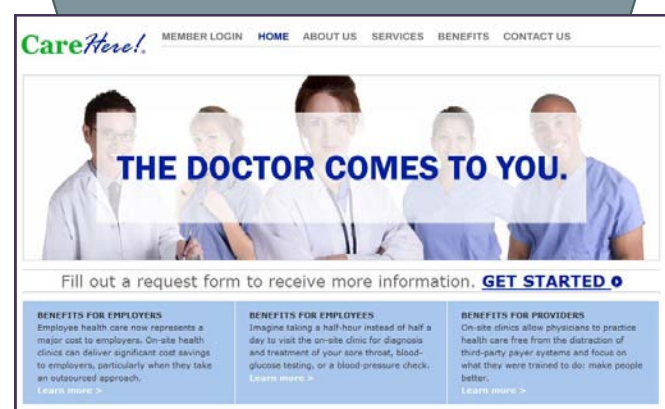 CareHere!®
MEMBER LOGIN HOME ABOUT US SERVICES BENEFITS CONTACT US
THE DOCTOR COMES TO YOU.
Fill out a request form to receive more information. GET STARTED
BENEFITS FOR EMPLOYERS
Employee health care now represents a
major cost to employers. On-site health
clinics can deliver significant cost savings
to employers, particularly when they take
an outsourced approach.
Learn more >
BENEFITS FOR EMPLOYEES
Imagine taking a half-hour instead of half a
day to visit the on-site clinic for diagnosis
and treatment of your sore throat, blood-
glucose testing, or a blood-pressure check.
Learn more >
BENEFITS FOR PROVIDERS
On-site clinics allow physicians to practice
health care free from the distraction of
third-party payer systems and focus on
what they were trained to do: make people
better.
Learn more >